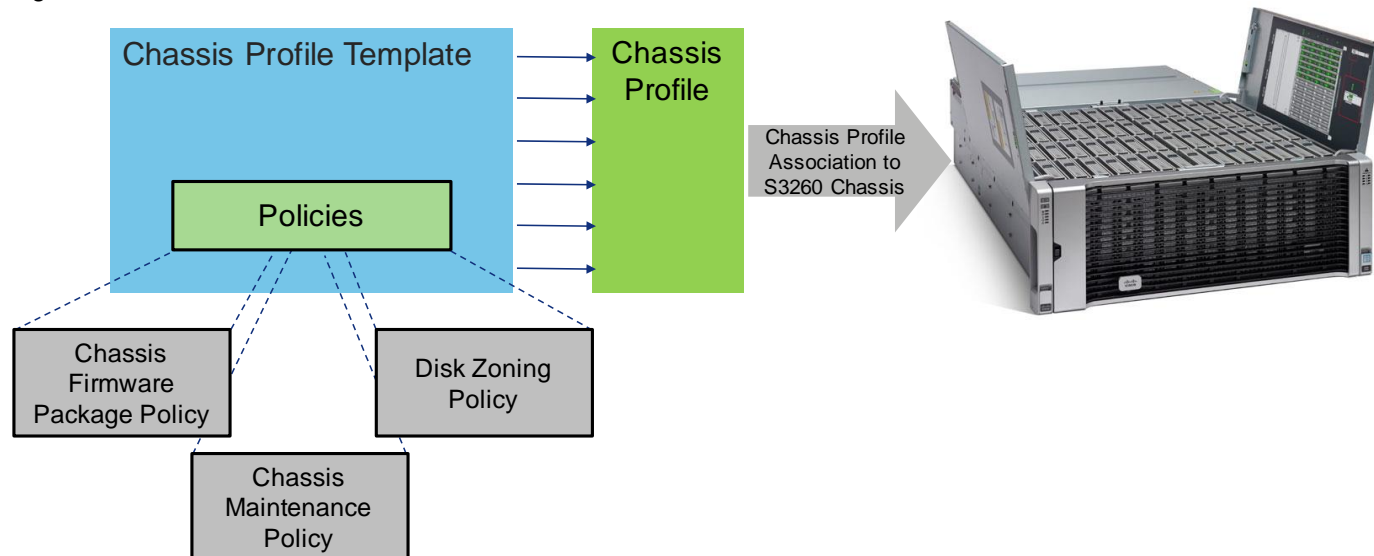 Chassis Profile Template
Chassis
Profile
Policies
Chassis Profile
Association to
S3260 Chassis
Chassis
Firmware
Package Policy
Disk Zoning
Policy
Chassis
Maintenance
Policy